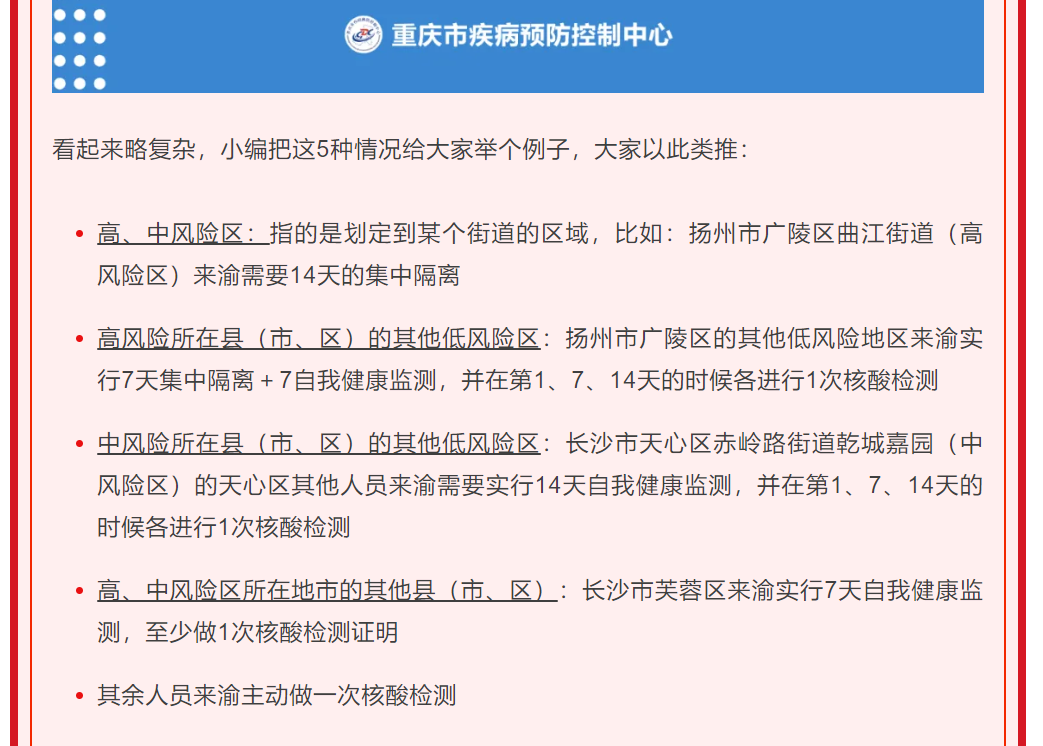 重庆市疾病预防控制中心
看起来略复杂，小编把这5种情况给大家举个例子，大家以此类推：
高、中风险区：指的是划定到某个街道的区域，比如：扬州市广陵区曲江街道（高
风险区）来渝需要14天的集中隔离
高风险所在县（市、区）的其他低风险区：扬州市广陵区的其他低风险地区来渝实
行7天集中隔离+7自我健康监测，并在第1、7、14天的时候各进行1次核酸检测
中风险所在县（市、区）的其他低风险区：长沙市天心区赤岭路街道乾城嘉园（中
风险区）的天心区其他人员来渝需要实行14天自我健康监测，并在第1、7、14天的
时候各进行1次核酸检测
高、中风险区所在地市的其他县（市、区）：长沙市芙蓉区来渝实行7天自我健康监
测，至少做1次核酸检测证明
其余人员来渝主动做一次核酸检测